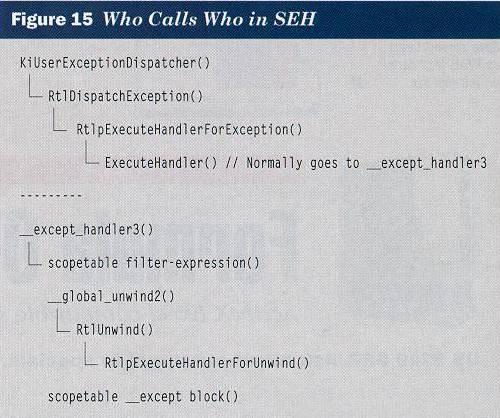 Figure 15 Who Calls Who in SEH
KiUserExceptionDispatcher()
RtlDispatchException()
RtlpExecuteHandlerForException()
ExecuteHandler() // Normally goes to __except_handler3
---------
__except_handler3()
scopetable filter-expression()
__global_unwind2()
RtlUnwind()
RtlpExecuteHandlerForUnwind()
scopetable __except block()